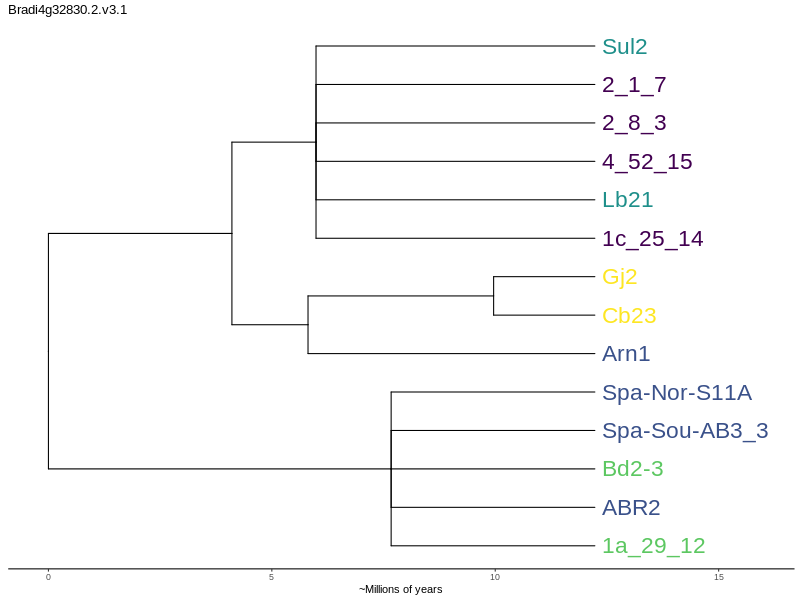 Bradi4g32830.2.v3.1
Sul2
2_1_7
2_8_3
4_52_15
Lb21
1c_25_14
Gj2
Cb23
Arn1
Spa-Nor-S11A
Spa-Sou-AB3_3
Bd2-3
ABR2
1a_29_12
0 5 10 15
~Millions of years